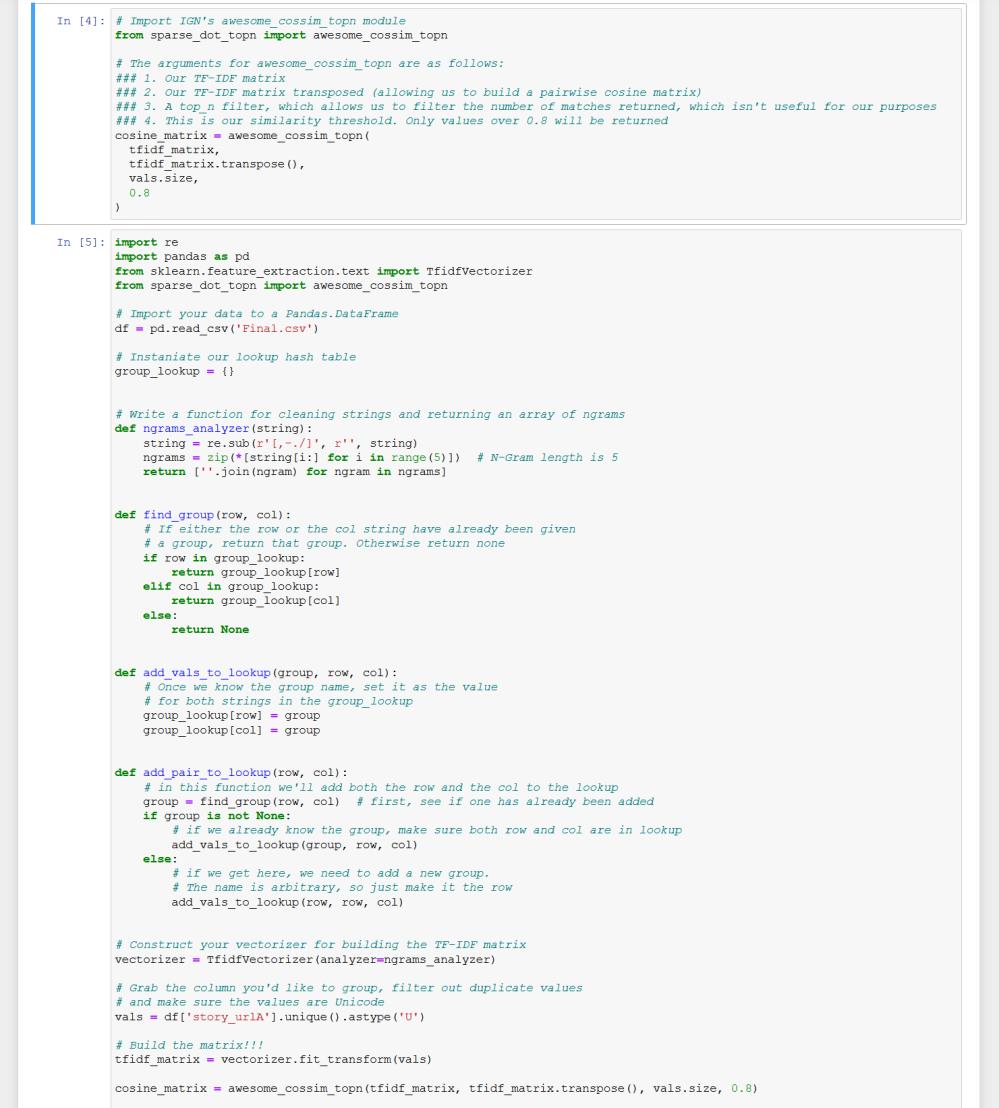 In [4]: # Import IGN's awesome_cossim_topn module
from sparse_dot_topn import awesome_cossim_topn
# The arguments for awesome_cossim_topn are as follows:
### 1. Our TF-IDF matrix
### 2. Our TF-IDF matrix transposed (allowing us to build a pairwise cosine matrix)
### 3. A top_n filter, which allows us to filter the number of matches returned, which isn't useful for our purposes
### 4. This is our similarity threshold. Only values over 0.8 will be returned
cosine_matrix = awesome_cossim_topn(
  tfidf_matrix,
  tfidf_matrix.transpose(),
  vals.size,
  0.8
)
In [5]: import re
import pandas as pd
from sklearn.feature_extraction.text import TfidfVectorizer
from sparse_dot_topn import awesome_cossim_topn
# Import your data to a Pandas.DataFrame
df = pd.read_csv('Final.csv')
# Instaniate our lookup hash table
group_lookup = {}
# Write a function for cleaning strings and returning an array of ngrams
def ngrams_analyzer(string):
    string = re.sub(r'[,-./]', r'', string)
    ngrams = zip(*[string[i:] for i in range(5)])  # N-Gram length is 5
    return [''.join(ngram) for ngram in ngrams]
def find_group(row, col):
    # If either the row or the col string have already been given
    # a group, return that group. Otherwise return none
    if row in group_lookup:
        return group_lookup[row]
    elif col in group_lookup:
        return group_lookup[col]
    else:
        return None
def add_vals_to_lookup(group, row, col):
    # Once we know the group name, set it as the value
    # for both strings in the group_lookup
    group_lookup[row] = group
    group_lookup[col] = group
def add_pair_to_lookup(row, col):
    # in this function we'll add both the row and the col to the lookup
    group = find_group(row, col)  # first, see if one has already been added
    if group is not None:
        # if we already know the group, make sure both row and col are in lookup
        add_vals_to_lookup(group, row, col)
    else:
        # if we get here, we need to add a new group.
        # The name is arbitrary, so just make it the row
        add_vals_to_lookup(row, row, col)
# Construct your vectorizer for building the TF-IDF matrix
vectorizer = TfidfVectorizer(analyzer=ngrams_analyzer)
# Grab the column you'd like to group, filter out duplicate values
# and make sure the values are Unicode
vals = df['story_urlA'].unique().astype('U')
# Build the matrix!!!
tfidf_matrix = vectorizer.fit_transform(vals)
cosine_matrix = awesome_cossim_topn(tfidf_matrix, tfidf_matrix.transpose(), vals.size, 0.8)